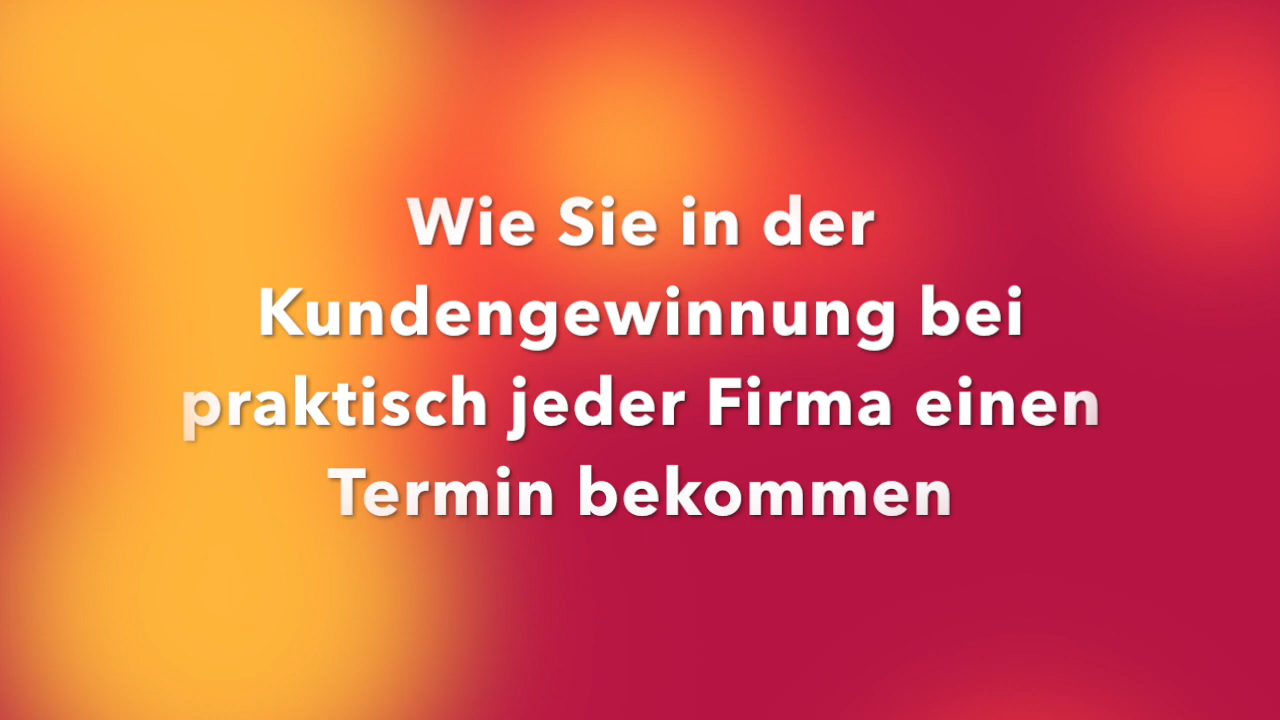 Wie Sie in der
Kundengewinnung bei
praktisch jeder Firma einen
Termin bekommen